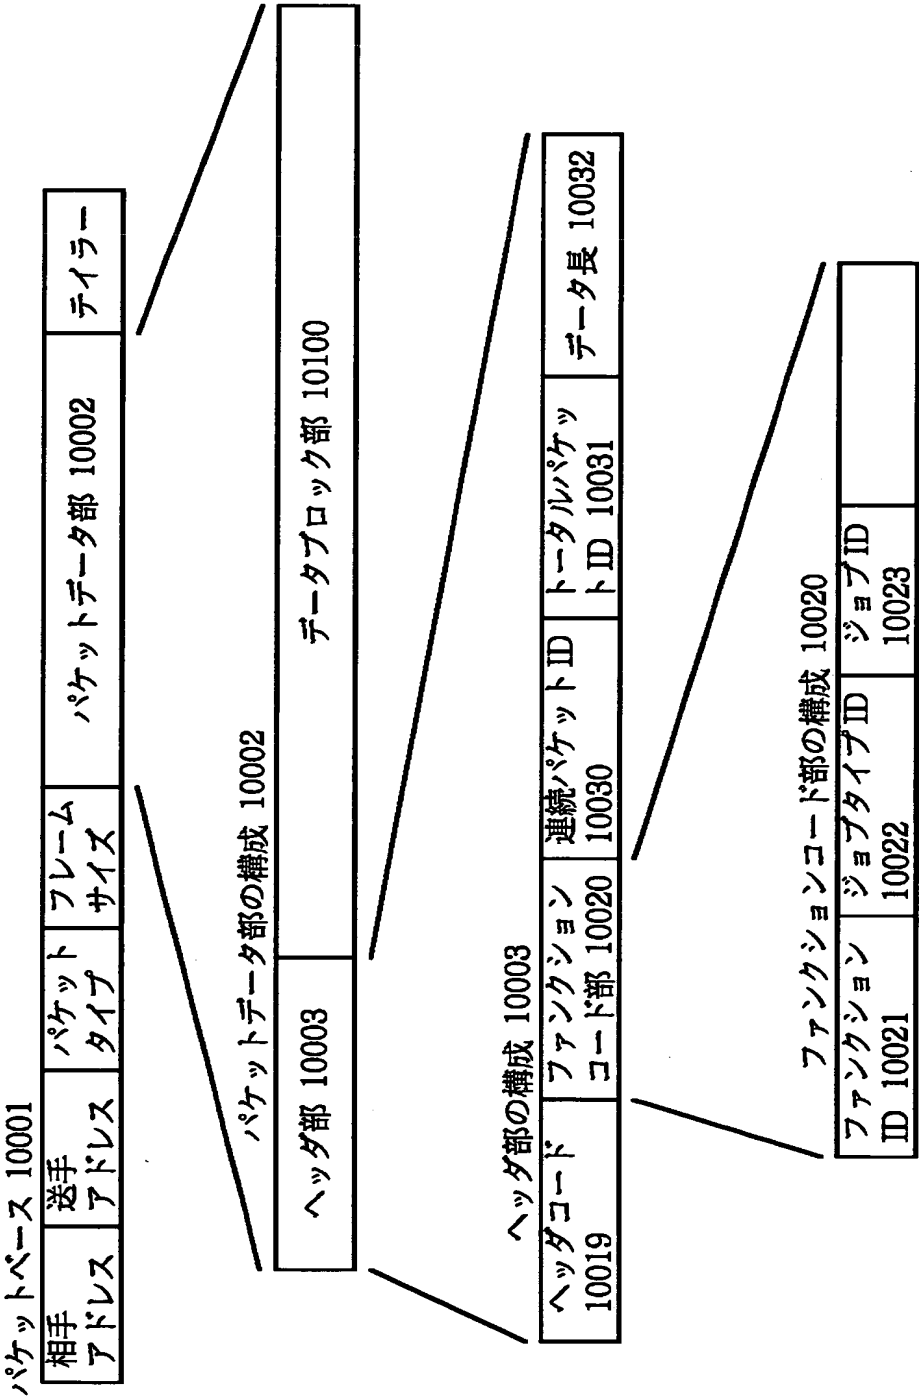 パケットベース 10001
相手
アドレス
送手
アドレス
パケット
タイプ
フレーム
サイズ
パケットデータ部 10002
テイラー
パケットデータ部の構成 10002
ヘッダ部 10003
データブロック部 10100
ヘッダ部の構成 10003
ヘッダコード
10019
ファンクション
コード部 10020
連続パケットID
10030
トータルパケッ
トID 10031
データ長 10032
ファンクションコード部の構成 10020
ファンクション
ID 10021
ジョブタイプID
10022
ジョブID
10023